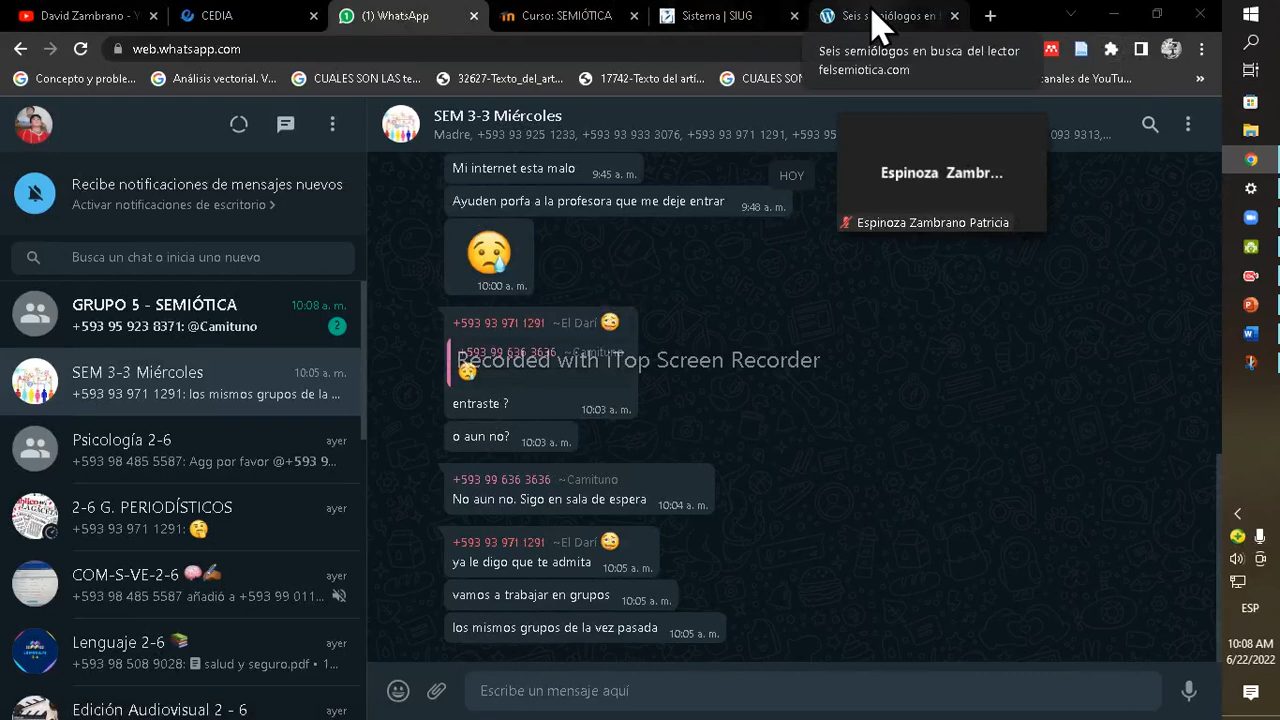 David Zambrano -
CEDIA
(1) WhatsApp
Curso: SEMIÓTICA
Sistema | SIUG
Seis semiólogos en
web.whatsapp.com
Seis semiólogos en busca del lector
felsemiotica.com
Concepto y proble...
Análisis vectorial. V...
CUALES SON LAS te...
32627-Texto_del_art...
17742-Texto del artí...
CUALES SON
canales de YouTu...
»
SEM 3-3 Miércoles
Madre, +593 93 925 1283, +593 93 933 3076, +593 93 971 1291, +593 95
093 9313,...
Recibe notificaciones de mensajes nuevos
Activar notificaciones de escritorio >
Busca un chat o inicia uno nuevo
GRUPO 5 - SEMIÓTICA
10:08 a. m.
+593 95 923 8371: @Camituno
2
SEM 3-3 Miércoles
10:05 a. m.
+593 93 971 1291: los mismos grupos de la ...
Psicología 2-6
ayer
+593 98 485 5587: Agg por favor @+593 9...
2-6 G. PERIODÍSTICOS
ayer
+593 93 971 1291: 🤔
COM-S-VE-2-6 🧠✍🏽
ayer
+593 98 485 5587 añadió a +593 99 011...
Lenguaje 2-6 📚
ayer
+593 98 508 9028: salud y seguro.pdf •
Edición Audiovisual 2 - 6
ayer
Mi internet esta malo
9:45 a. m.
HOY
Ayuden porfa a la profesora que me deje entrar
9:48 a. m.
10:00 a. m.
+593 93 971 1291 ~El Darí
+593 99 636 3636 ~Camituno
entraste ?
10:03 a. m.
o aun no?
10:03 a. m.
+593 99 636 3636 ~Camituno
No aun no. Sigo en sala de espera
10:04 a. m.
+593 93 971 1291 ~El Darí
ya le digo que te admita
10:05 a. m.
vamos a trabajar en grupos
10:05 a. m.
los mismos grupos de la vez pasada
10:05 a. m.
Escribe un mensaje aquí
Recorded with iTop Screen Recorder
Espinoza Zambr...
Espinoza Zambrano Patricia
ESP
10:08 AM
6/22/2022